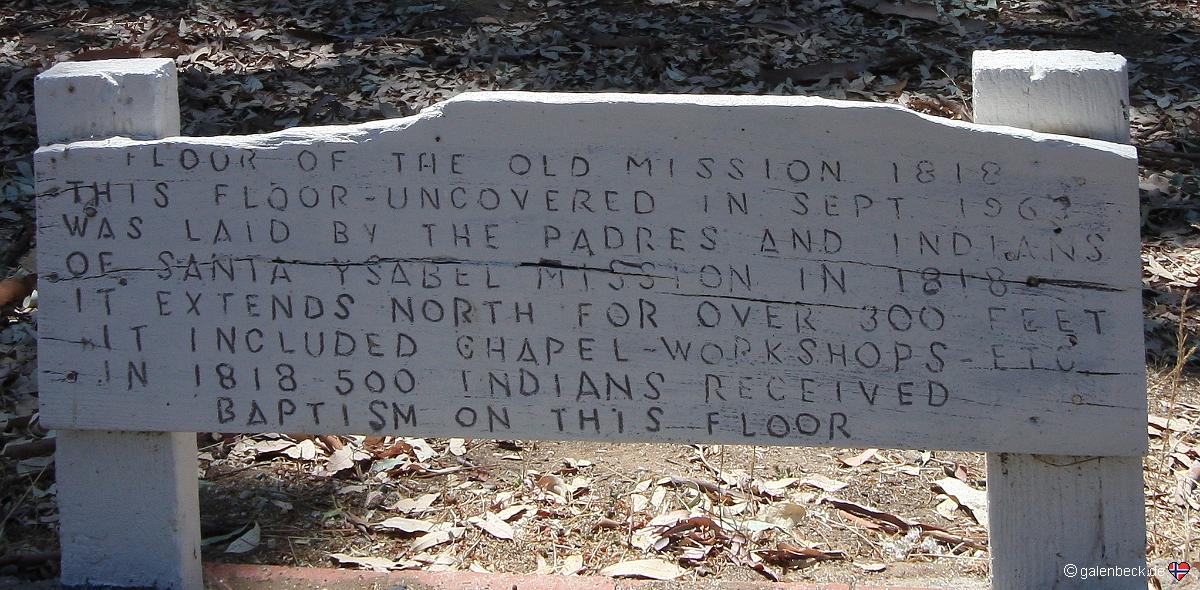 FLOOR OF THE OLD MISSION 1818
THIS FLOOR-UNCOVERED IN SEPT. 1963
WAS LAID BY THE PADRES AND INDIANS
OF SANTA YSABEL MISSION IN 1818
IT EXTENDS NORTH FOR OVER 300 FEET
IT INCLUDED CHAPEL-WORKSHOPS-ETC.
IN 1818 500 INDIANS RECEIVED
BAPTISM ON THIS FLOOR
© galenbeck.de